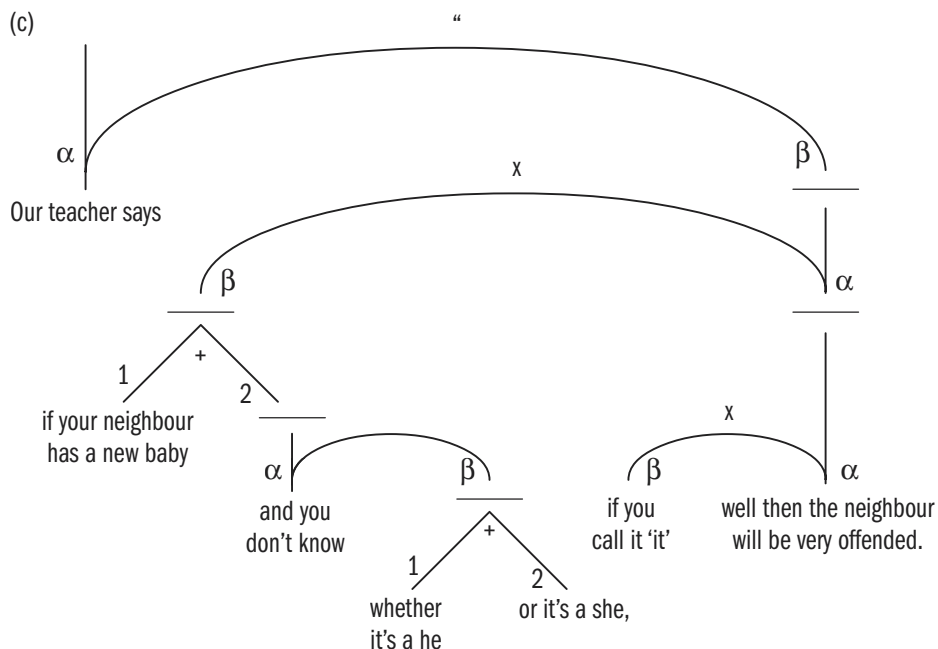 (c)
“
α
β
Our teacher says
x
β
α
+
1
2
if your neighbour
has a new baby
x
α
β
β
α
and you
don't know
if you
call it 'it'
well then the neighbour
will be very offended.
+
1
2
whether
it's a he
or it's a she,